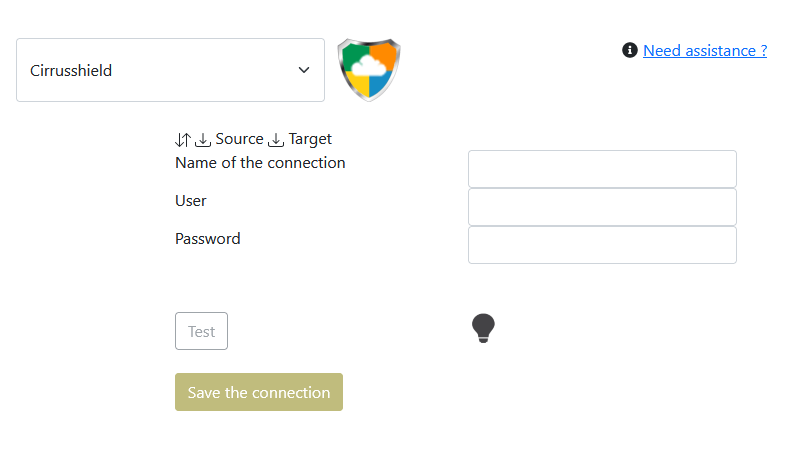 Cirrusshield
Need assistance ?
Source Target
Name of the connection
User
Password
Test
Save the connection